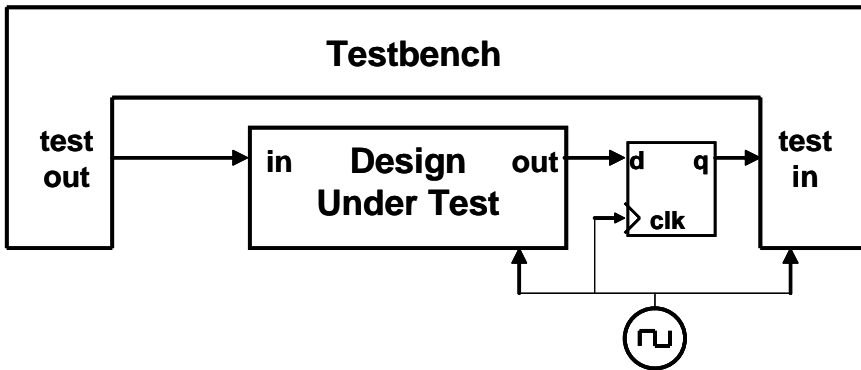 Testbench
test
out
in
Design
Under Test
out
d
q
clk
test
in